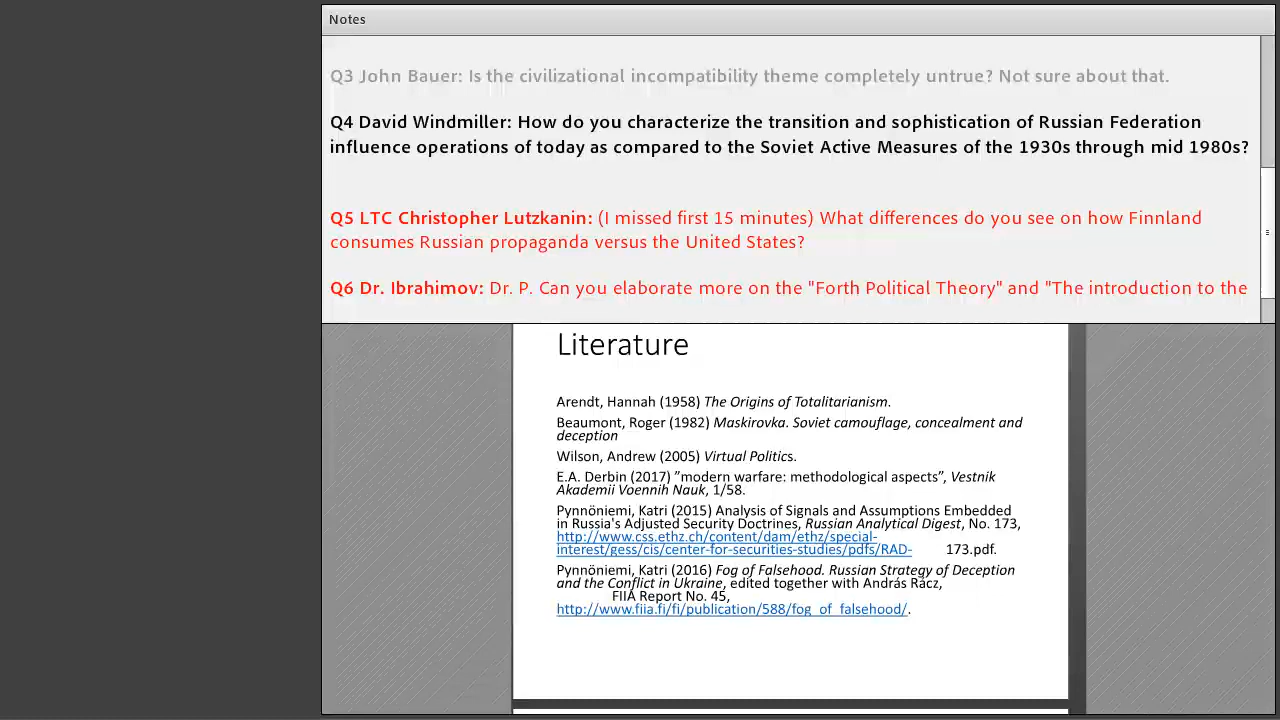 Notes
Q3 John Bauer: Is the civilizational incompatibility theme completely untrue? Not sure about that.
Q4 David Windmiller: How do you characterize the transition and sophistication of Russian Federation
influence operations of today as compared to the Soviet Active Measures of the 1930s through mid 1980s?
Q5 LTC Christopher Lutzkanin: (I missed first 15 minutes) What differences do you see on how Finnland
consumes Russian propaganda versus the United States?
Q6 Dr. Ibrahimov: Dr. P. Can you elaborate more on the "Forth Political Theory" and "The introduction to the
Literature
Arendt, Hannah (1958) The Origins of Totalitarianism.
Beaumont, Roger (1982) Maskirovka. Soviet camouflage, concealment and
deception
Wilson, Andrew (2005) Virtual Politics.
E.A. Derbin (2017) ”modern warfare: methodological aspects”, Vestnik
Akademii Voennih Nauk, 1/58.
Pynnöniemi, Katri (2015) Analysis of Signals and Assumptions Embedded
in Russia's Adjusted Security Doctrines, Russian Analytical Digest, No. 173,
http://www.css.ethz.ch/content/dam/ethz/special-
interest/gess/cis/center-for-securities-studies/pdfs/RAD- 173.pdf.
Pynnöniemi, Katri (2016) Fog of Falsehood. Russian Strategy of Deception
and the Conflict in Ukraine, edited together with András Rácz,
FIIA Report No. 45,
http://www.fiia.fi/fi/publication/588/fog_of_falsehood/.